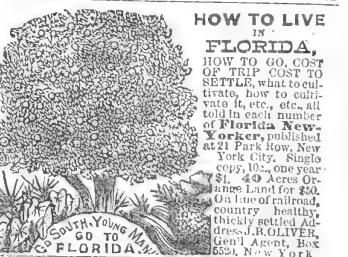 HOW TO LIVE
IN
FLORIDA,
HOW TO GO, COST
OF TRIP COST TO
SETTLE, what to cul-
tivate, how to culti-
vate it, etc., etc., all
told in each number
of Florida New-
Yorker, published
at 21 Park Row, New
York City. Single
copy, 10c., one year
$1. 40 Acres Or-
ange Land for $50.
On line of railroad,
country healthy,
thickly settled Ad-
dress J.B.OLIVER,
Gen'l Agent, Box
New York
GO SOUTH, YOUNG MAN
GO TO
FLORIDA.